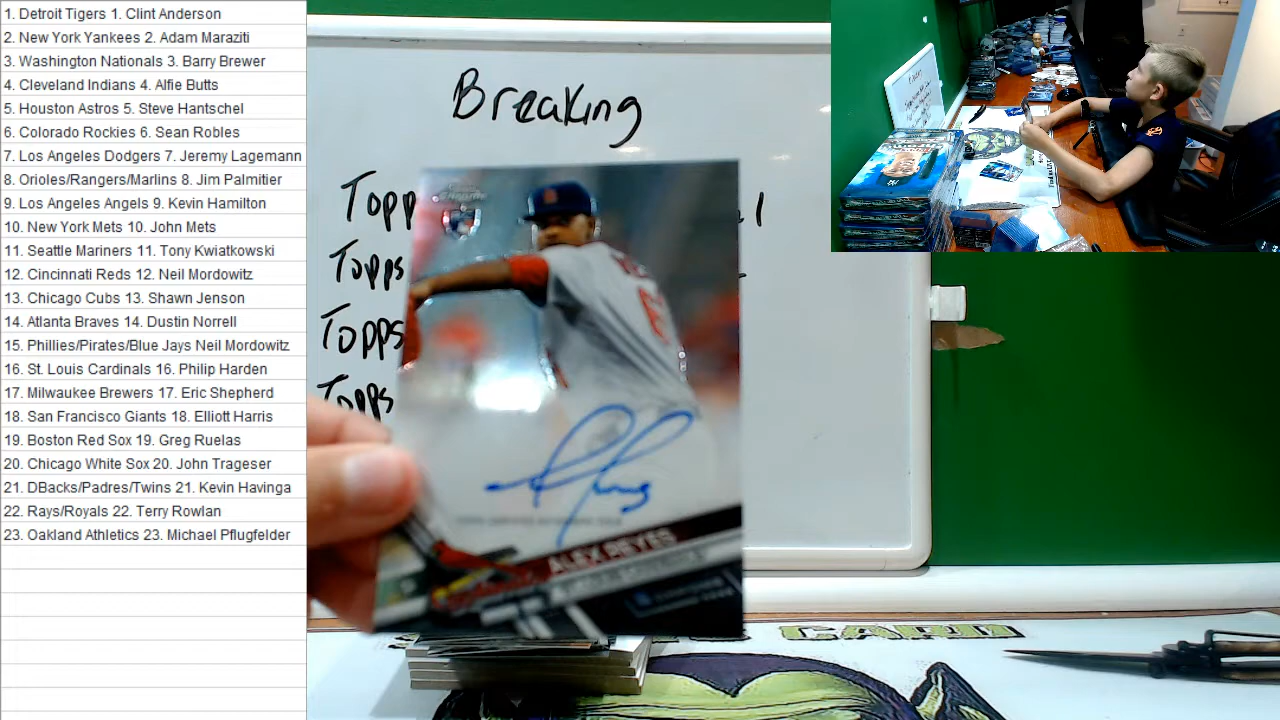 1. Detroit Tigers 1. Clint Anderson
2. New York Yankees 2. Adam Maraziti
3. Washington Nationals 3. Barry Brewer
4. Cleveland Indians 4. Alfie Butts
5. Houston Astros 5. Steve Hantschel
6. Colorado Rockies 6. Sean Robles
7. Los Angeles Dodgers 7. Jeremy Lagemann
8. Orioles/Rangers/Marlins 8. Jim Palmitier
9. Los Angeles Angels 9. Kevin Hamilton
10. New York Mets 10. John Mets
11. Seattle Mariners 11. Tony Kwiatkowski
12. Cincinnati Reds 12. Neil Mordowitz
13. Chicago Cubs 13. Shawn Jenson
14. Atlanta Braves 14. Dustin Norrell
15. Phillies/Pirates/Blue Jays Neil Mordowitz
16. St. Louis Cardinals 16. Philip Harden
17. Milwaukee Brewers 17. Eric Shepherd
18. San Francisco Giants 18. Elliott Harris
19. Boston Red Sox 19. Greg Ruelas
20. Chicago White Sox 20. John Trageser
21. DBacks/Padres/Twins 21. Kevin Havinga
22. Rays/Royals 22. Terry Rowlan
23. Oakland Athletics 23. Michael Pflugfelder
Breaking
Topp
Topps
Topps
Topps
ALEX REYES
CARD